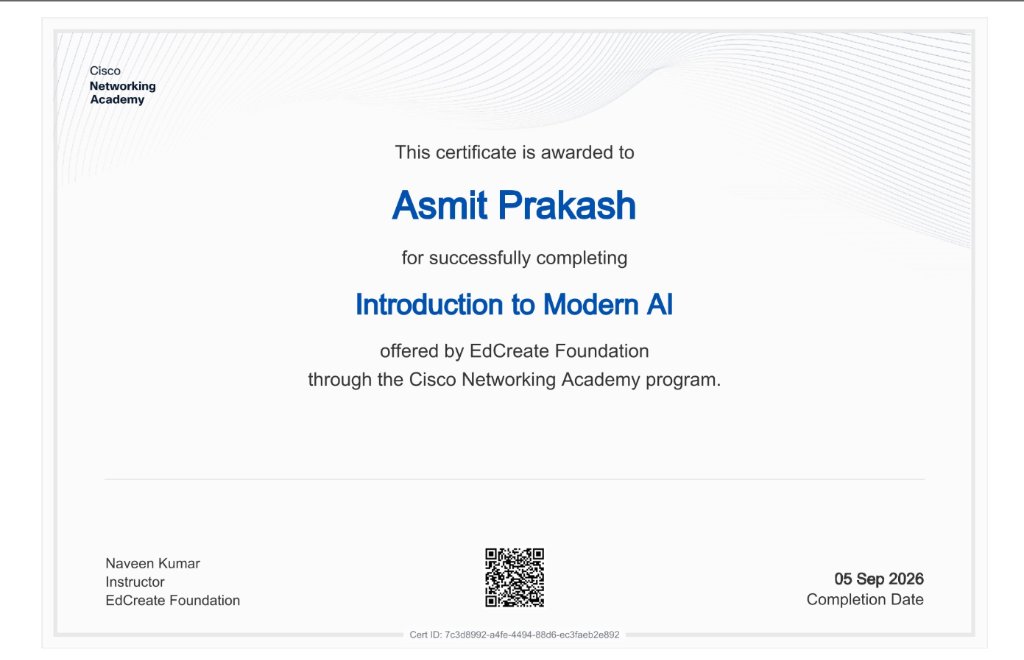 Cisco
Networking
Academy
This certificate is awarded to
Asmit Prakash
for successfully completing
Introduction to Modern AI
offered by EdCreate Foundation
through the Cisco Networking Academy program.
Naveen Kumar
Instructor
EdCreate Foundation
05 Sep 2026
Completion Date
Cert ID: 7c3d8992-a4fe-4494-88d6-ec3faeb2e892